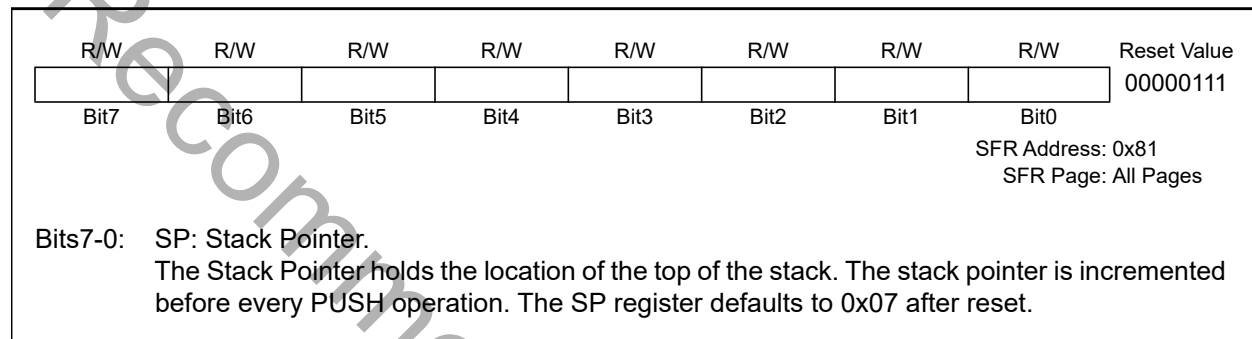 R/W R/W R/W R/W R/W R/W R/W R/W Reset Value
00000111
Bit7 Bit6 Bit5 Bit4 Bit3 Bit2 Bit1 Bit0
SFR Address: 0x81
SFR Page: All Pages
Bits7-0: SP: Stack Pointer.
The Stack Pointer holds the location of the top of the stack. The stack pointer is incremented
before every PUSH operation. The SP register defaults to 0x07 after reset.
Recomme